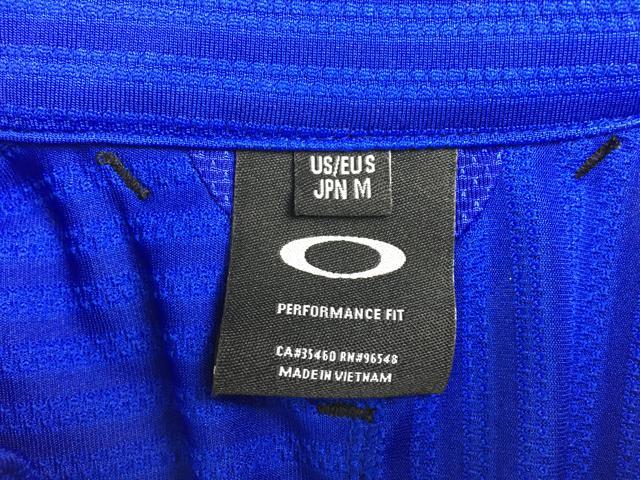 US/EU S
JPN M
PERFORMANCE FIT
CA#35460 RN#96548
MADE IN VIETNAM